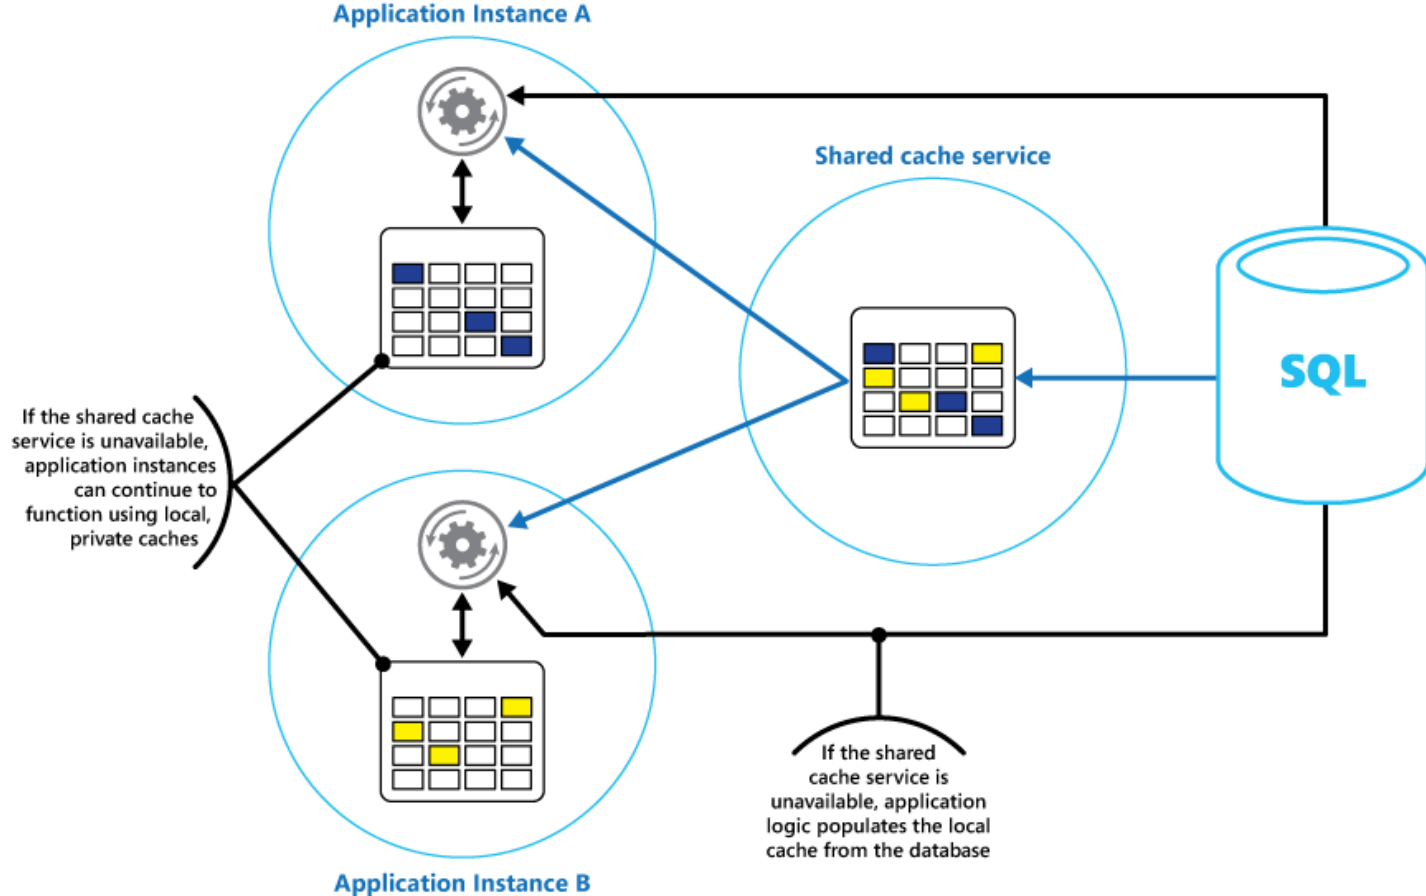 Application Instance A
Shared cache service
SQL
If the shared cache
service is unavailable,
application instances
can continue to
function using local,
private caches
If the shared
cache service is
unavailable, application
logic populates the local
cache from the database
Application Instance B